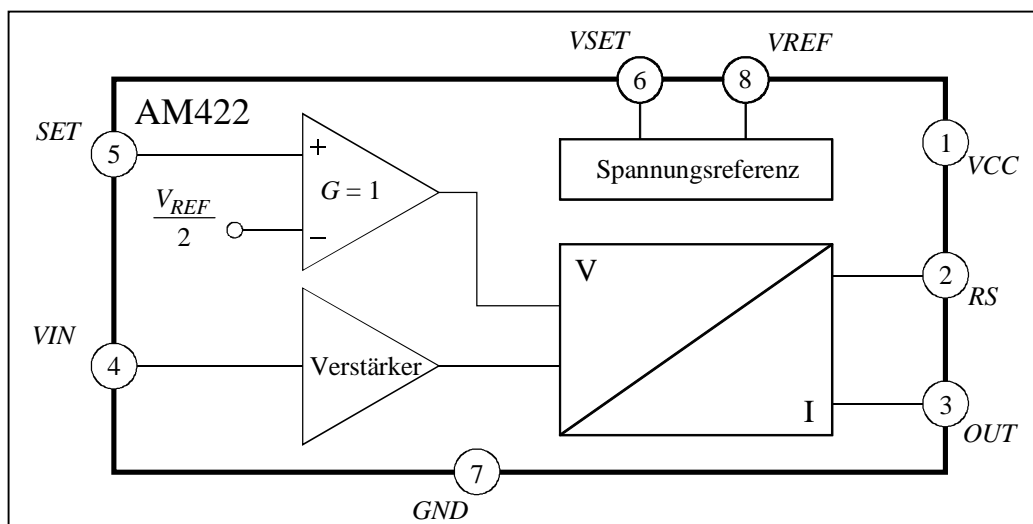 VSET
VREF
6
8
AM422
SET
5
+
G = 1
V_REF
2
−
Spannungsreferenz
1
VCC
V
2
RS
VIN
4
Verstärker
I
3
OUT
7
GND